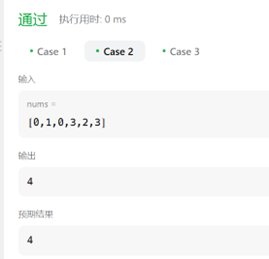 通过 执行用时: 0 ms
• Case 1 • Case 2 • Case 3
输入
nums =
[0,1,0,3,2,3]
输出
4
预期结果
4